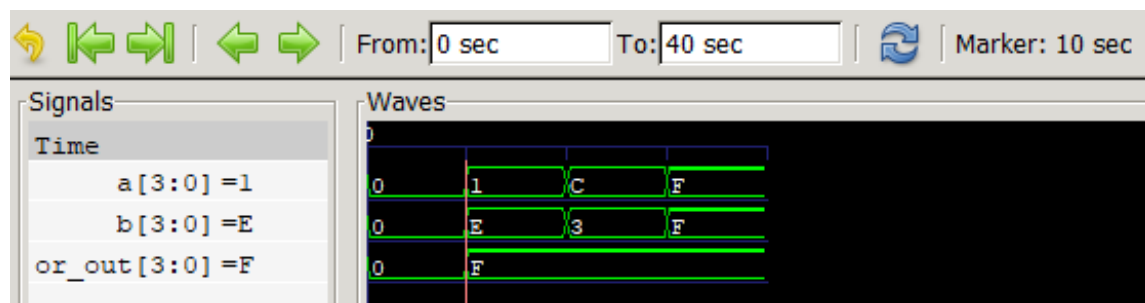 From: 0 sec To: 40 sec Marker: 10 sec
Signals Waves
Time 0
a[3:0] =1 0 1 C F
b[3:0] =E 0 E 3 F
or_out[3:0] =F 0 F